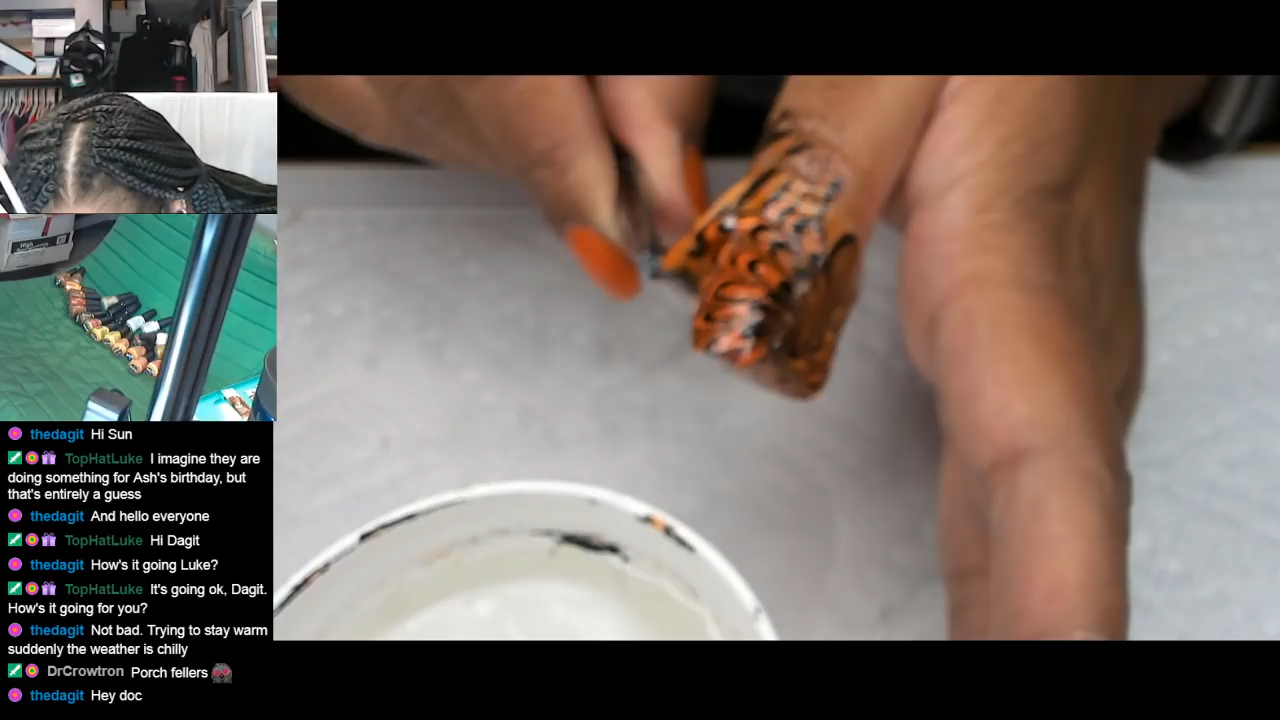 High
thedagit Hi Sun
TopHatLuke I imagine they are
doing something for Ash's birthday, but
that's entirely a guess
thedagit And hello everyone
TopHatLuke Hi Dagit
thedagit How's it going Luke?
TopHatLuke It's going ok, Dagit.
How's it going for you?
thedagit Not bad. Trying to stay warm
suddenly the weather is chilly
DrCrowtron Porch fellers
thedagit Hey doc